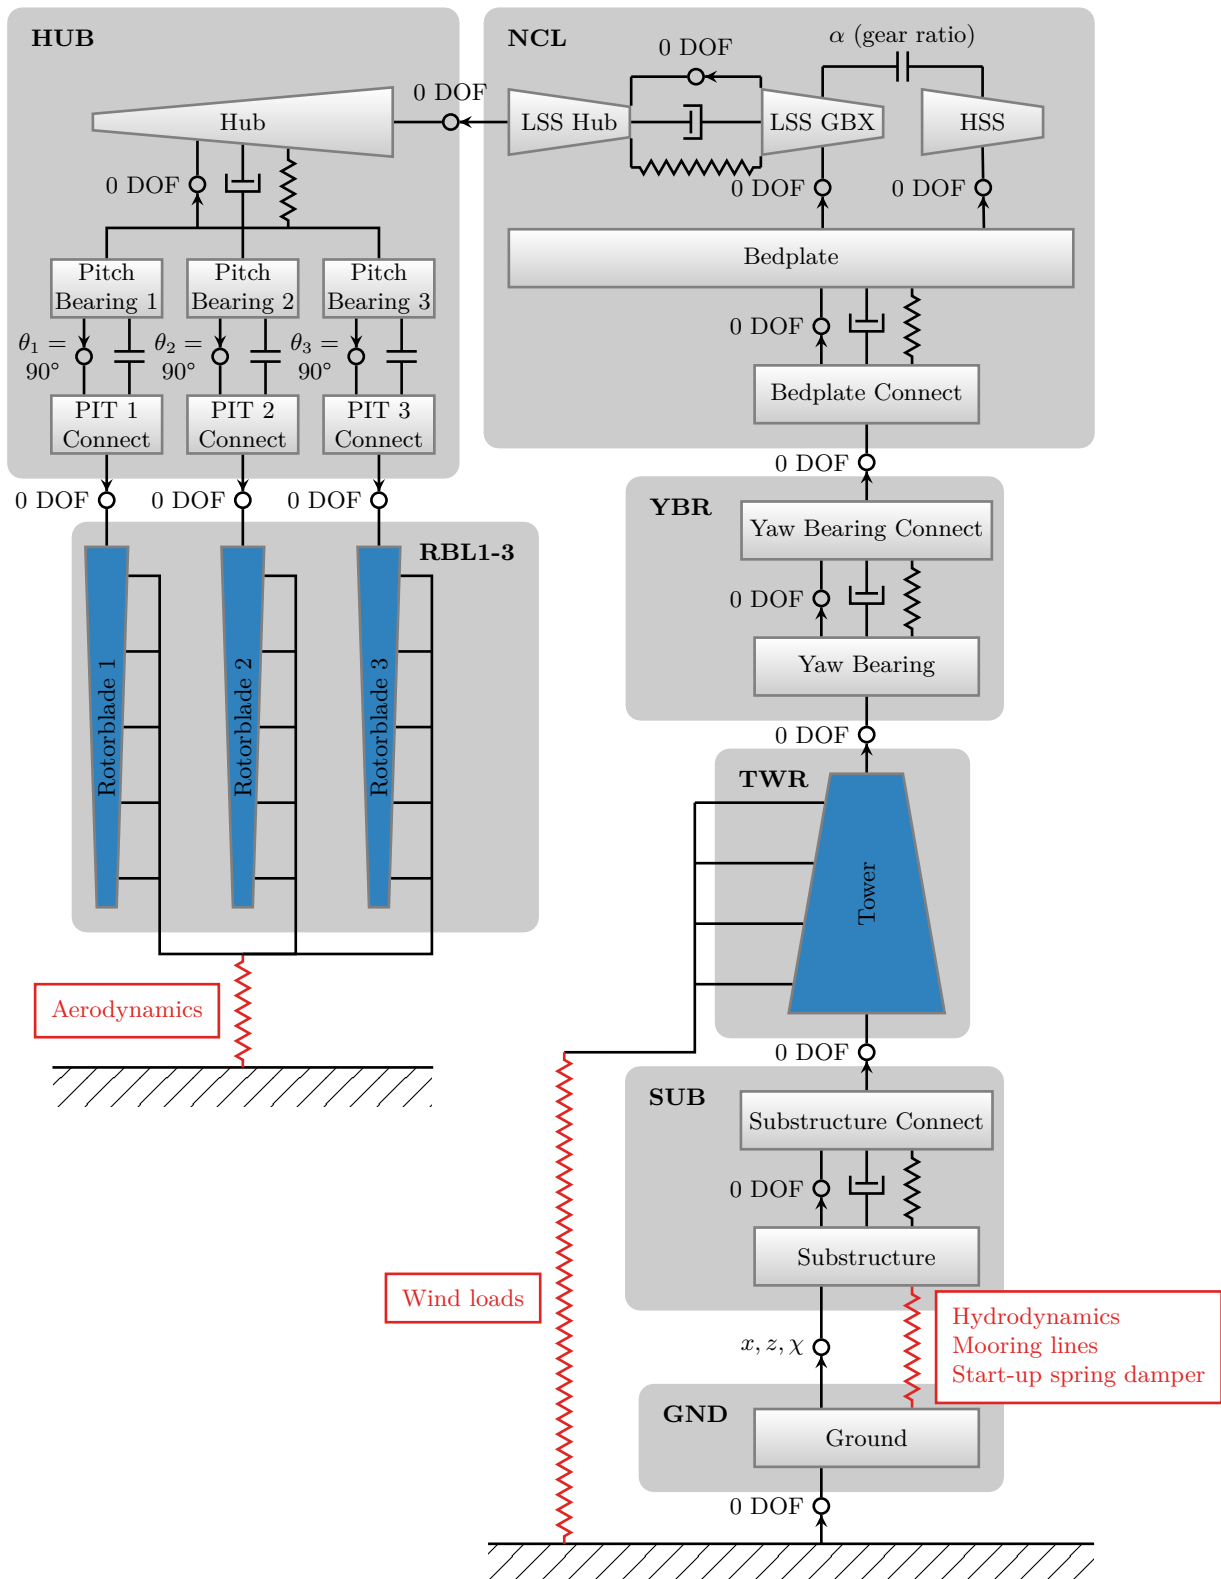 HUB
Hub
0 DOF
0 DOF
Pitch
Bearing 1
Pitch
Bearing 2
Pitch
Bearing 3
θ₁ =
90°
θ₂ =
90°
θ₃ =
90°
PIT 1
Connect
PIT 2
Connect
PIT 3
Connect
0 DOF
0 DOF
0 DOF
RBL1-3
Rotorblade 1
Rotorblade 2
Rotorblade 3
Aerodynamics
NCL
0 DOF
α (gear ratio)
LSS Hub
LSS GBX
HSS
0 DOF
0 DOF
Bedplate
0 DOF
Bedplate Connect
0 DOF
YBR
Yaw Bearing Connect
0 DOF
Yaw Bearing
0 DOF
TWR
Tower
0 DOF
SUB
Substructure Connect
0 DOF
Substructure
Wind loads
Hydrodynamics
Mooring lines
Start-up spring damper
x, z, χ
GND
Ground
0 DOF